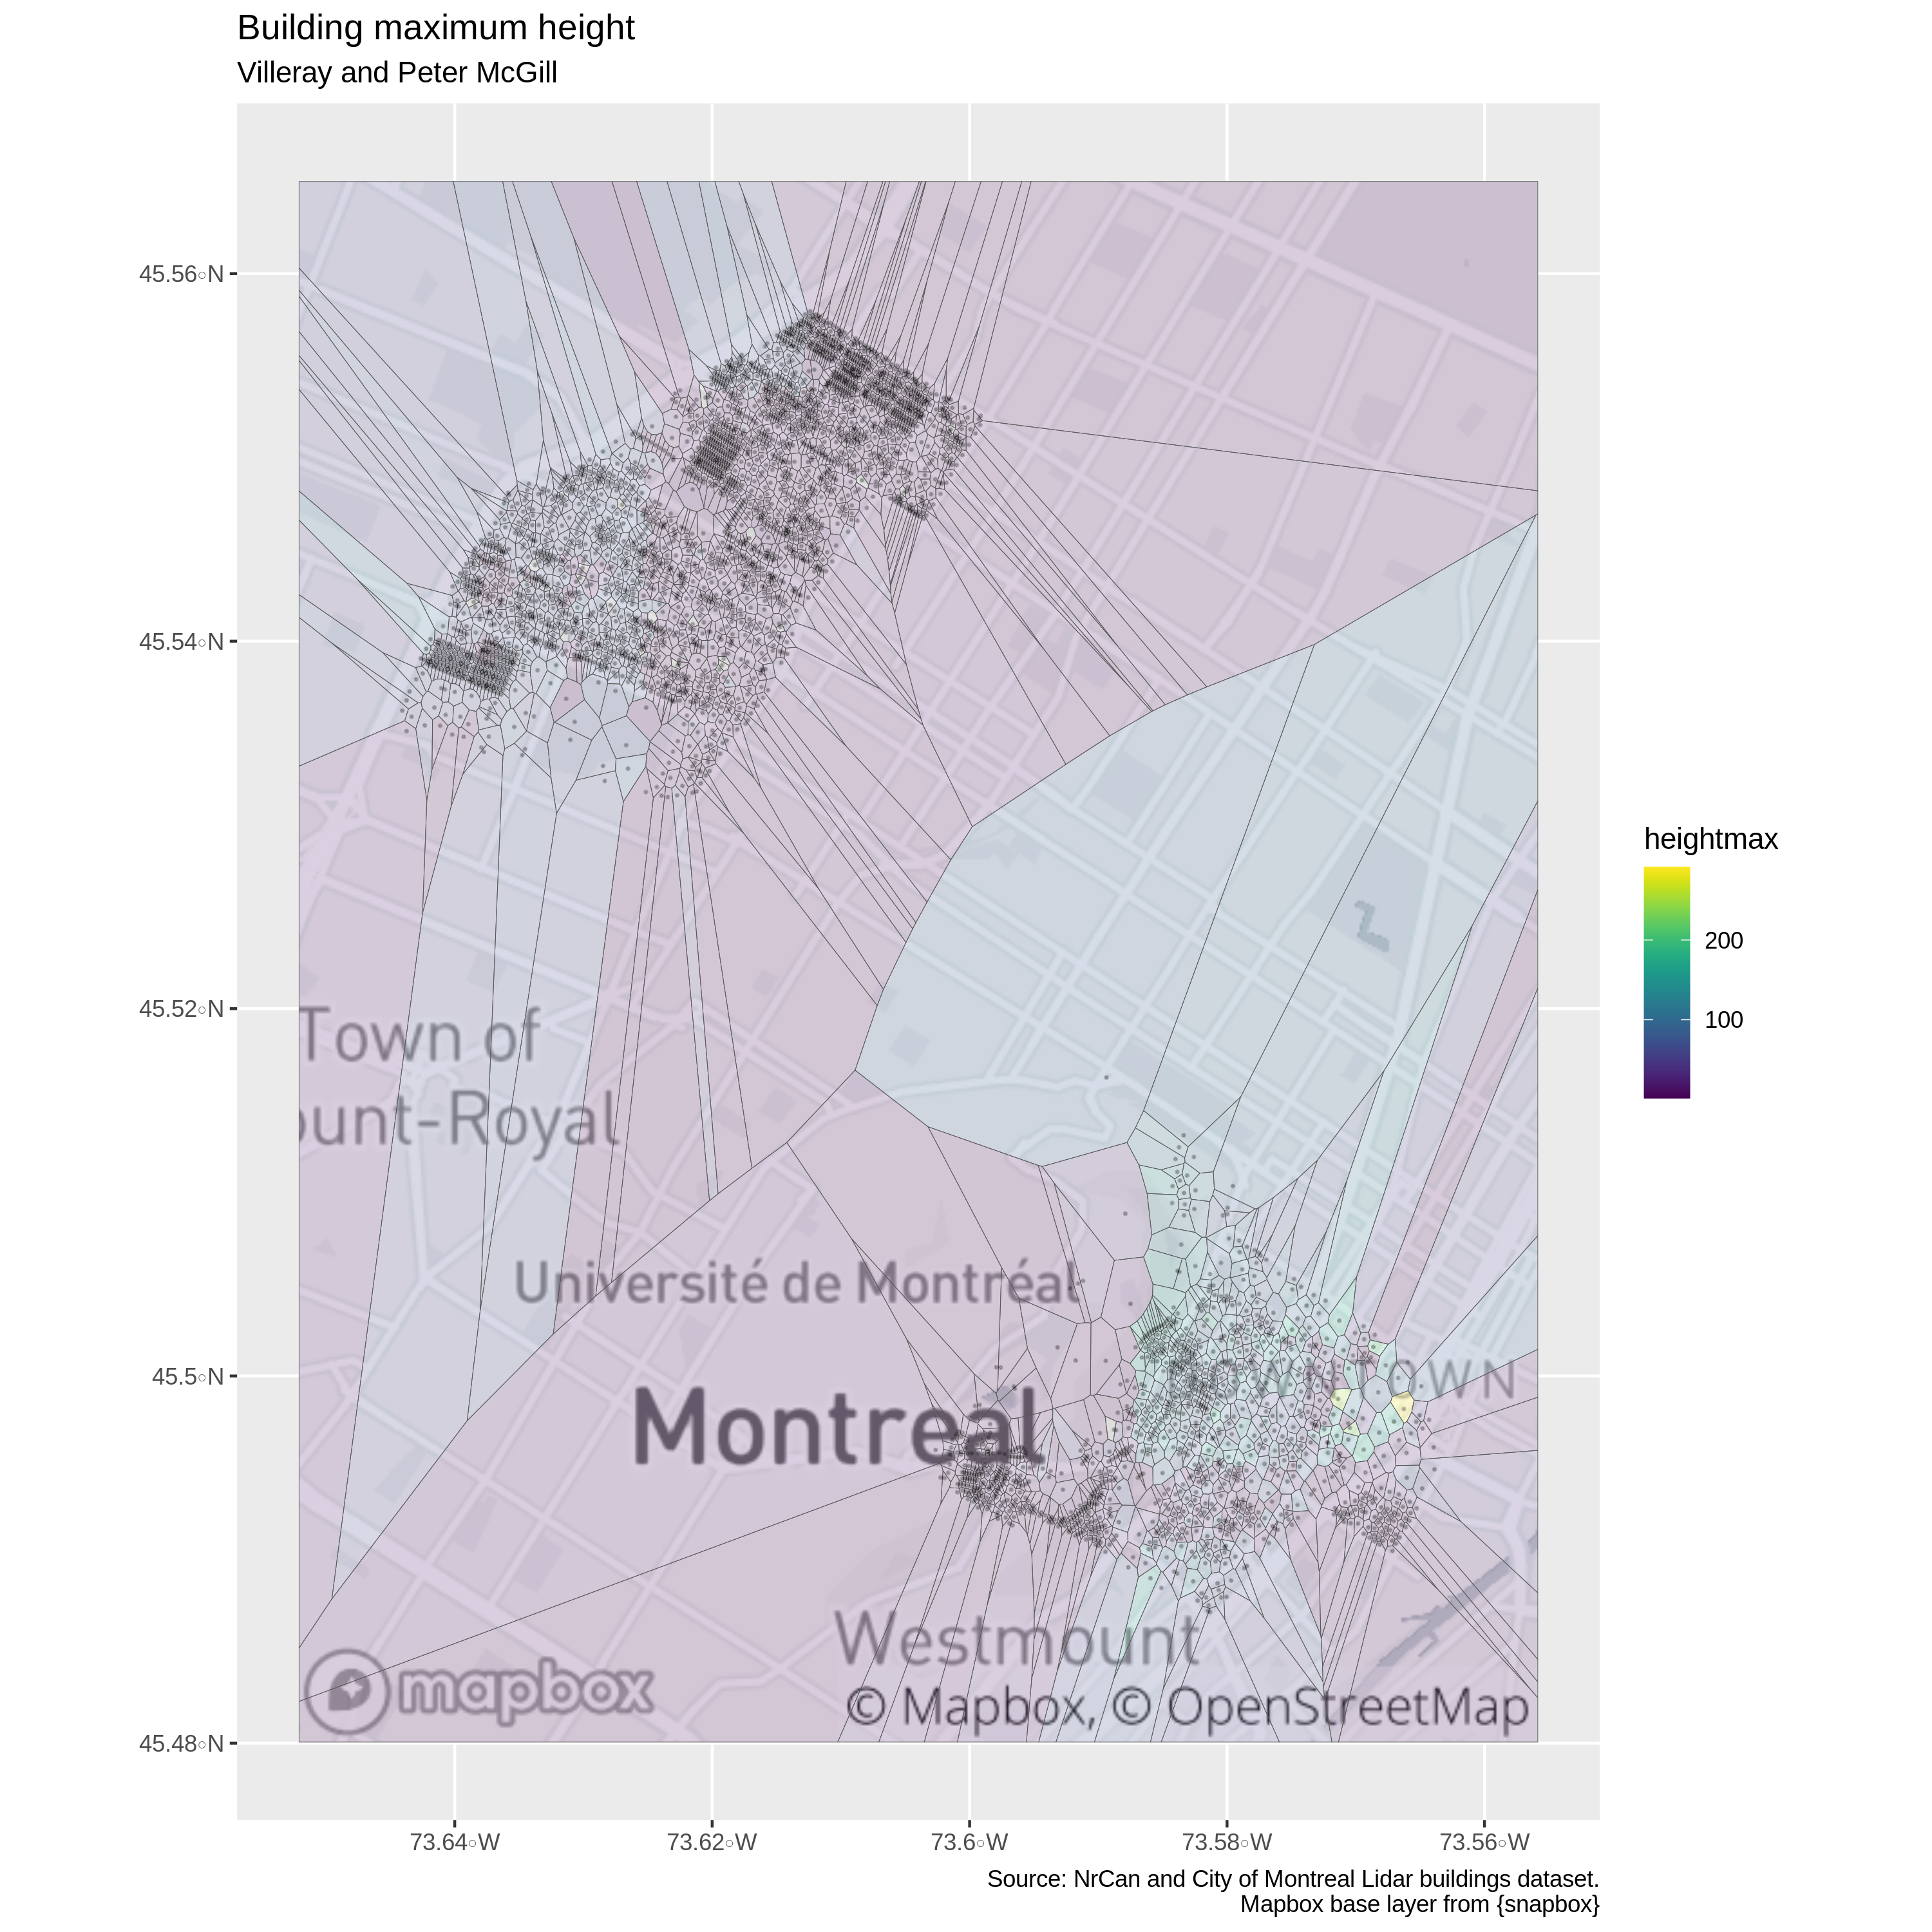 Building maximum height
Villeray and Peter McGill
45.56○N
45.54○N
45.52○N
45.5○N
45.48○N
Town of
ount-Royal
Université de Montréal
OWN
Montreal
Westmount
mapbox
© Mapbox, © OpenStreetMap
heightmax
200
100
73.64○W
73.62○W
73.6○W
73.58○W
73.56○W
Source: NrCan and City of Montreal Lidar buildings dataset.
Mapbox base layer from {snapbox}